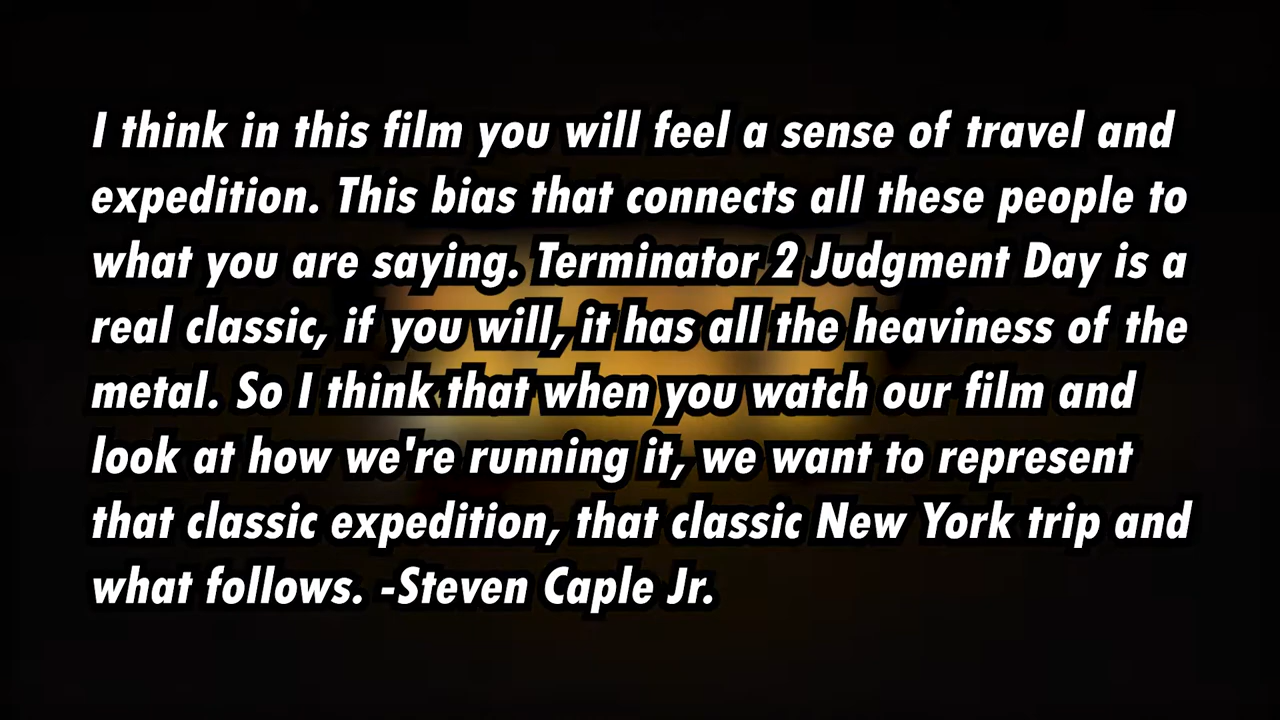 I think in this film you will feel a sense of travel and
expedition. This bias that connects all these people to
what you are saying. Terminator 2 Judgment Day is a
real classic, if you will, it has all the heaviness of the
metal. So I think that when you watch our film and
look at how we're running it, we want to represent
that classic expedition, that classic New York trip and
what follows. -Steven Caple Jr.